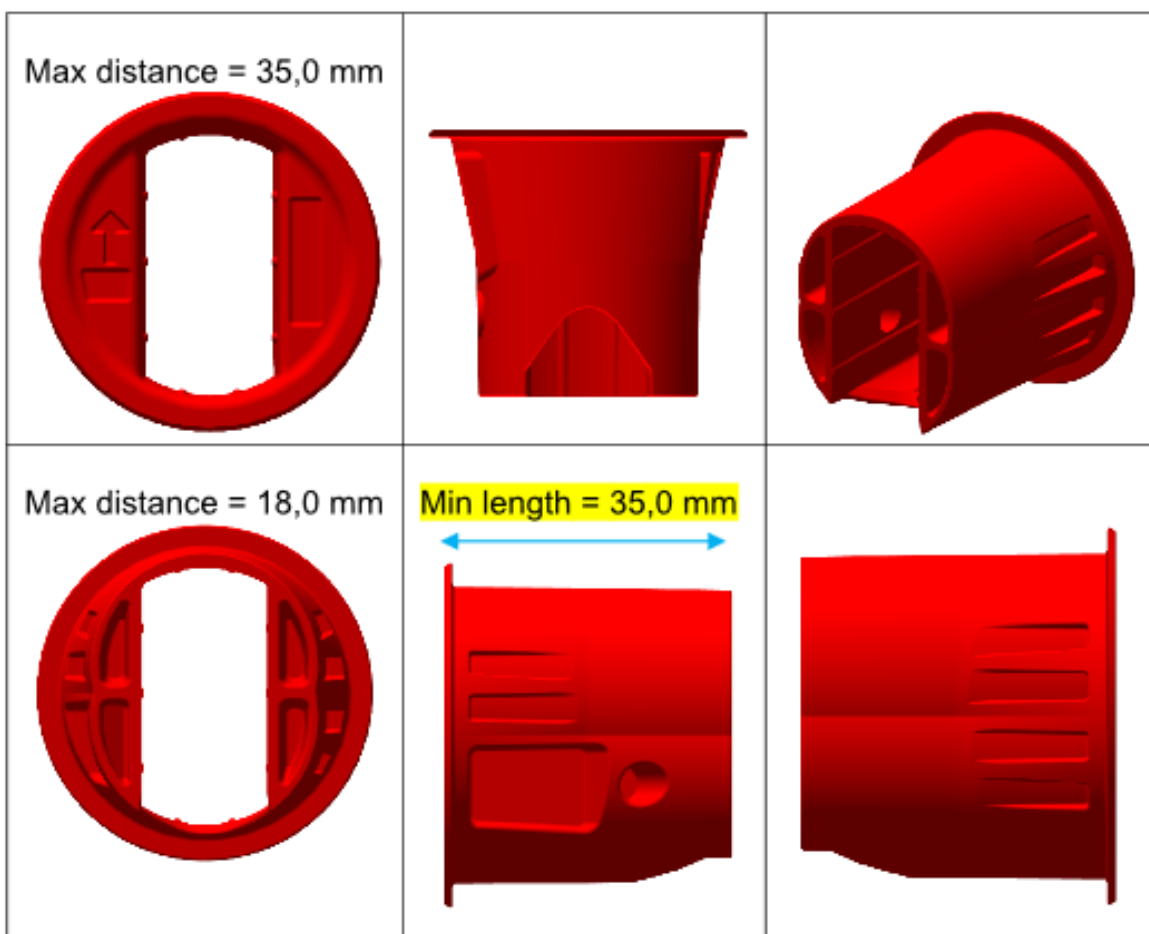 Max distance = 35,0 mm
Max distance = 18,0 mm
Min length = 35,0 mm